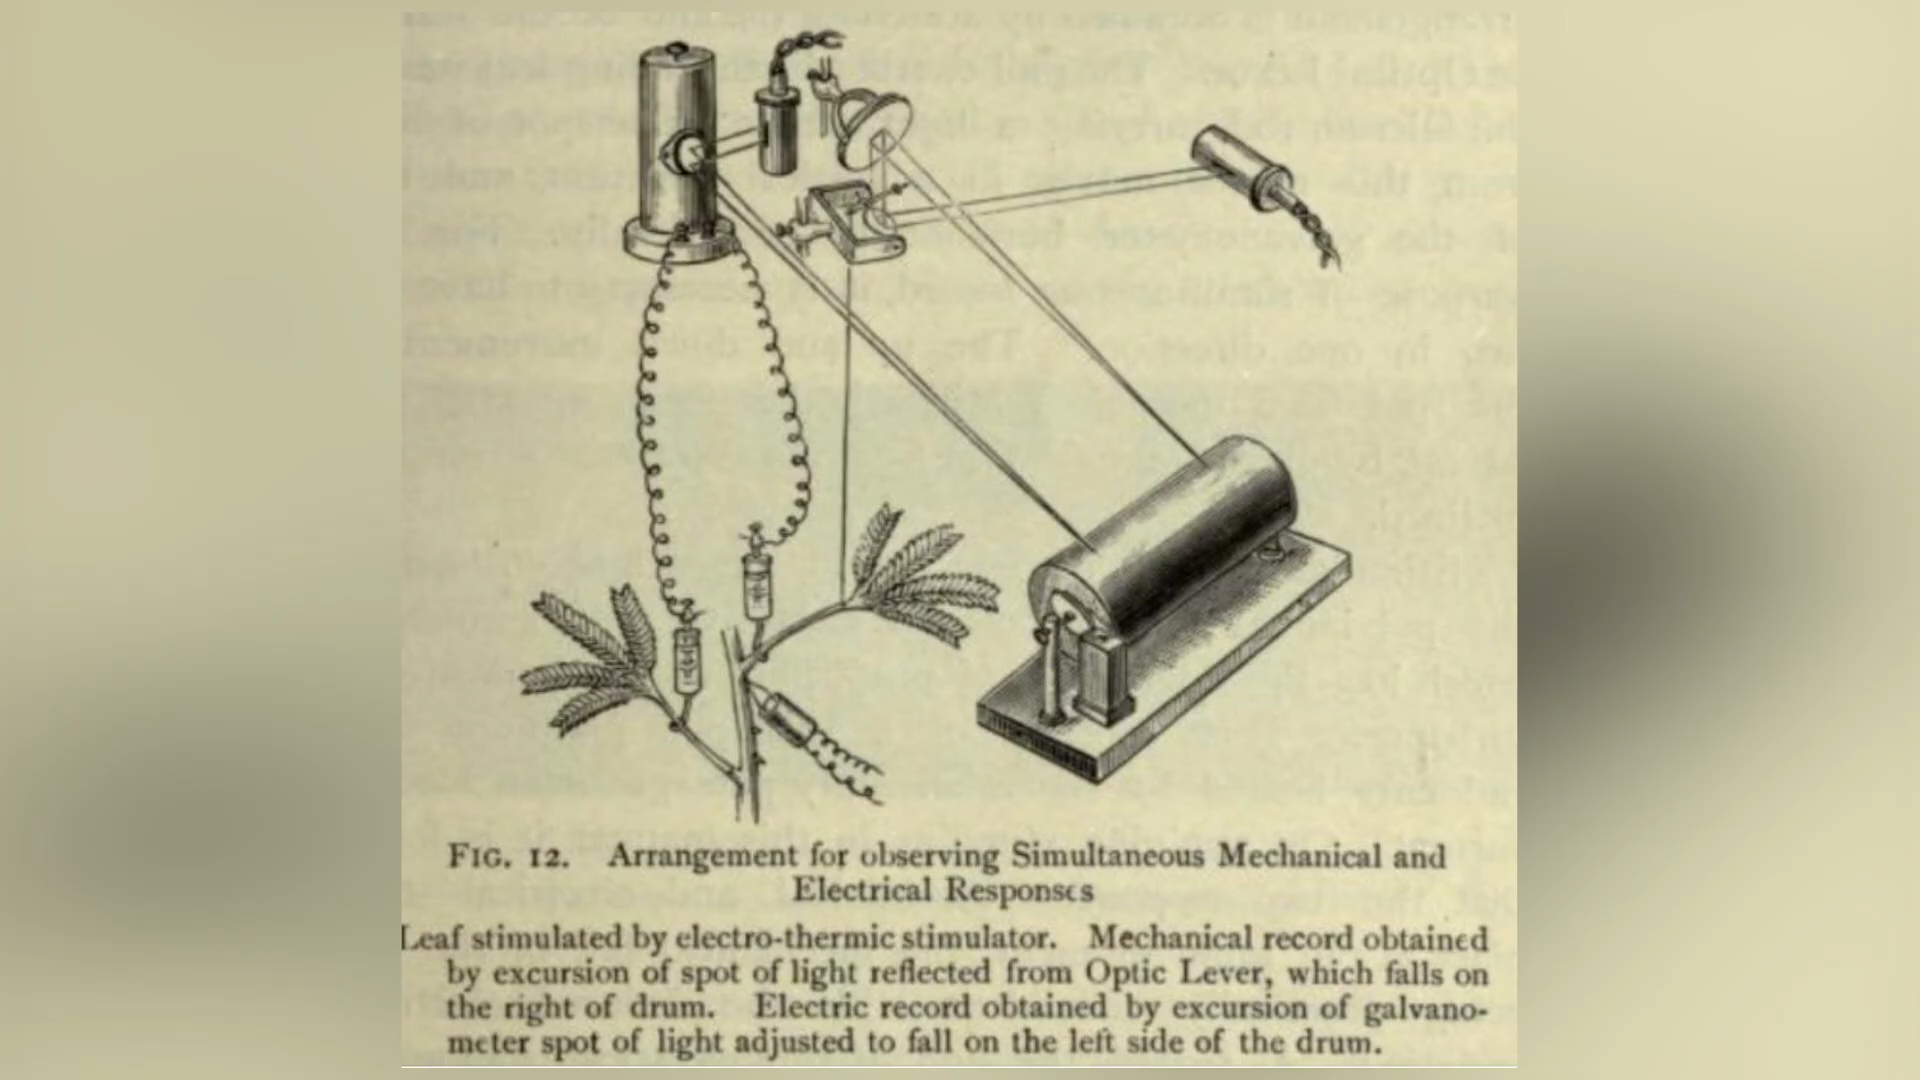 FIG. 12. Arrangement for observing Simultaneous Mechanical and
Electrical Responses
Leaf stimulated by electro-thermic stimulator. Mechanical record obtained
by excursion of spot of light reflected from Optic Lever, which falls on
the right of drum. Electric record obtained by excursion of galvano-
meter spot of light adjusted to fall on the left side of the drum.